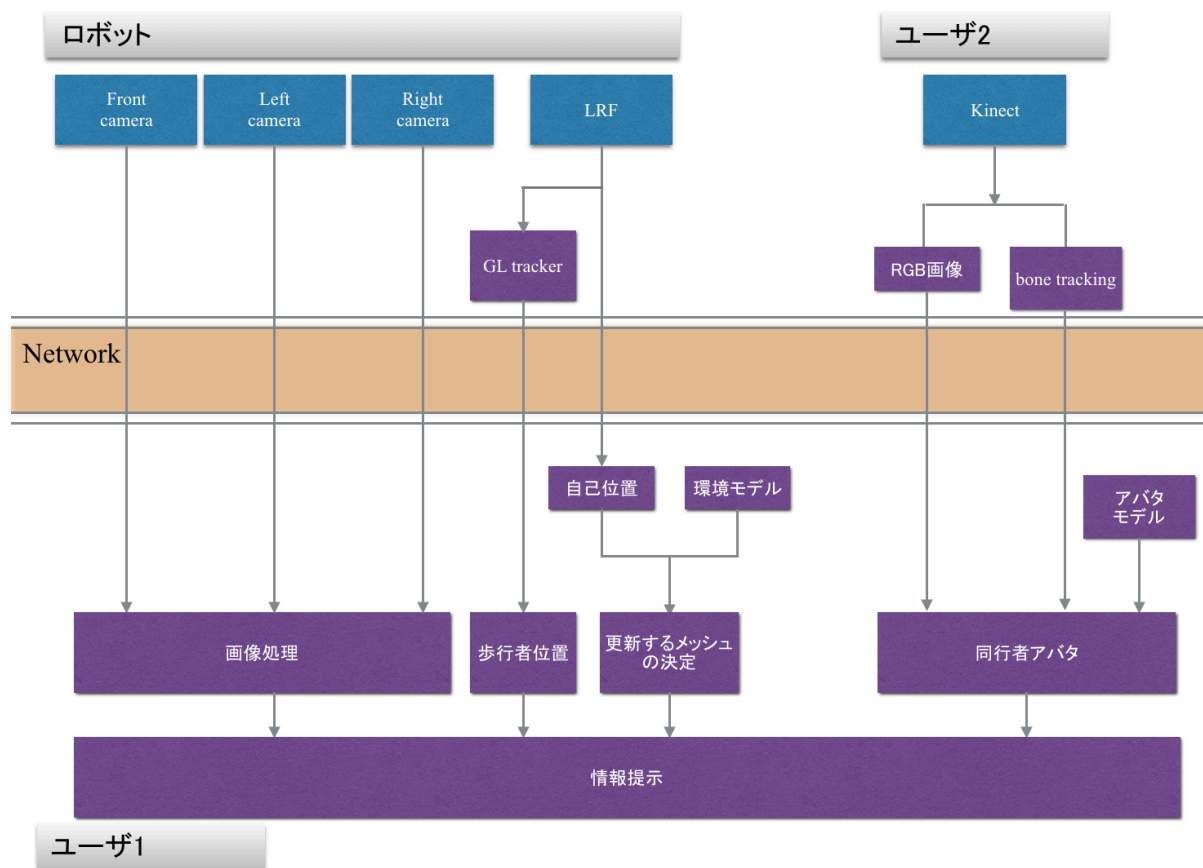 ロボット
ユーザ2
Front
camera
Left
camera
Right
camera
LRF
Kinect
GL tracker
RGB画像
bone tracking
Network
自己位置
環境モデル
アバタ
モデル
画像処理
歩行者位置
更新するメッシュ
の決定
同行者アバタ
情報提示
ユーザ1